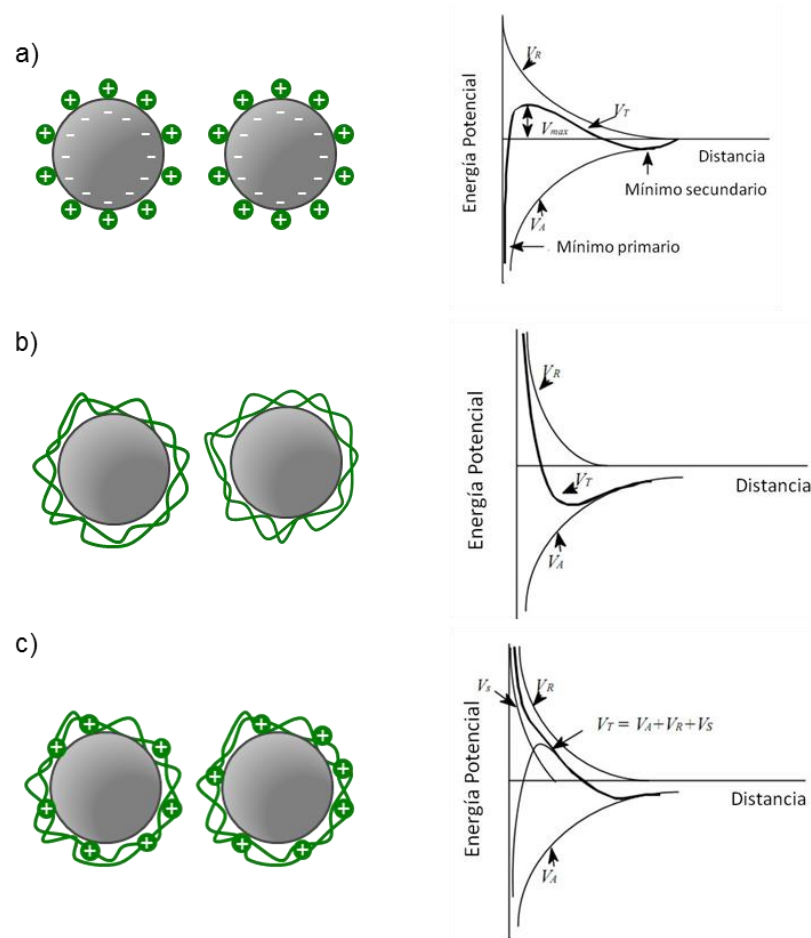 a)
Energía Potencial
V_R
V_T
V_max
Distancia
Mínimo secundario
V_A
Mínimo primario
b)
Energía Potencial
V_R
V_T
Distancia
V_A
c)
Energía Potencial
V_s
V_R
V_T = V_A+V_R+V_S
Distancia
V_A